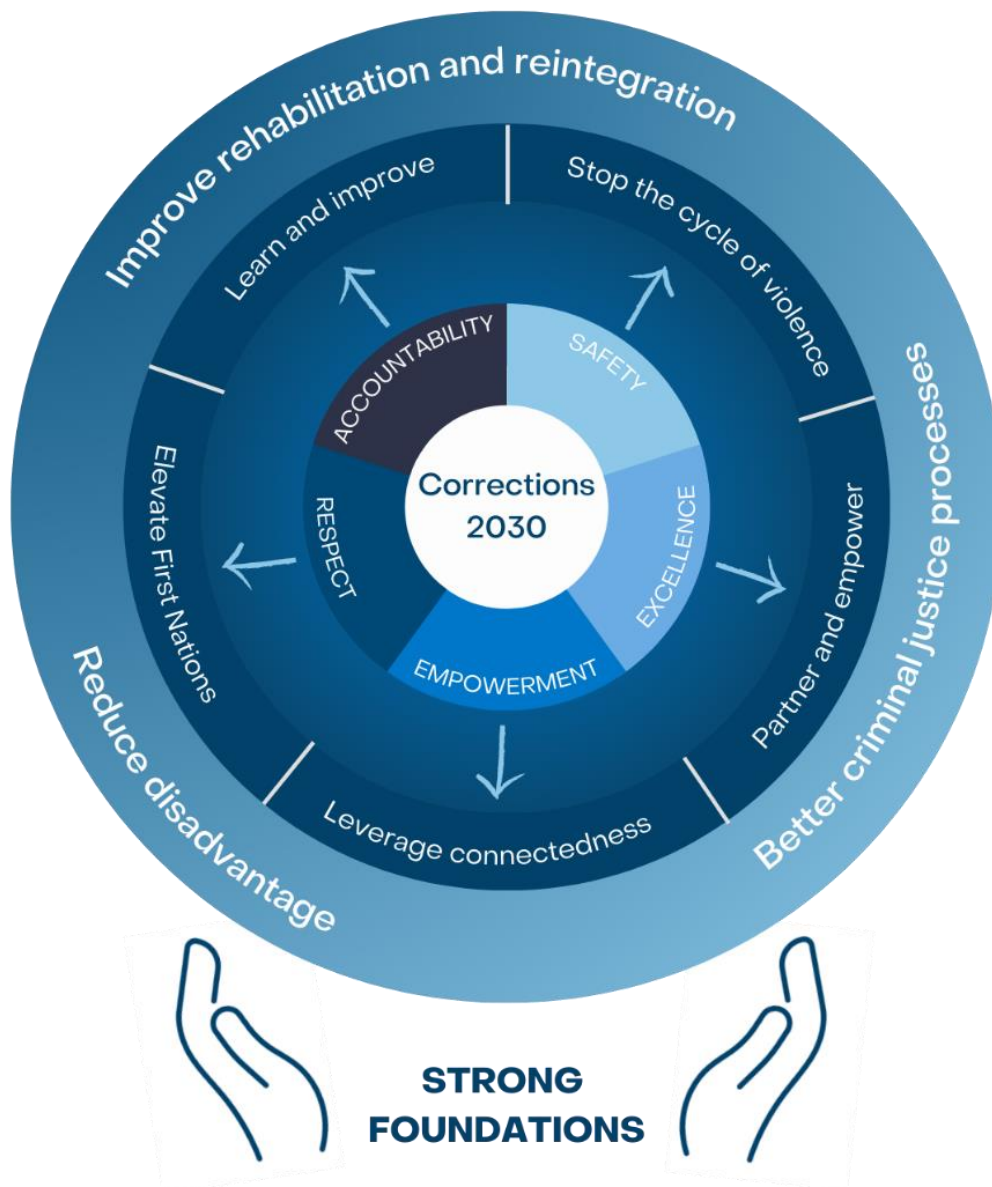 Improve rehabilitation and reintegration
Better criminal justice processes
Reduce disadvantage
Learn and improve
Stop the cycle of violence
Partner and empower
Leverage connectedness
Elevate First Nations
ACCOUNTABILITY
SAFETY
EXCELLENCE
EMPOWERMENT
RESPECT
Corrections
2030
STRONG
FOUNDATIONS